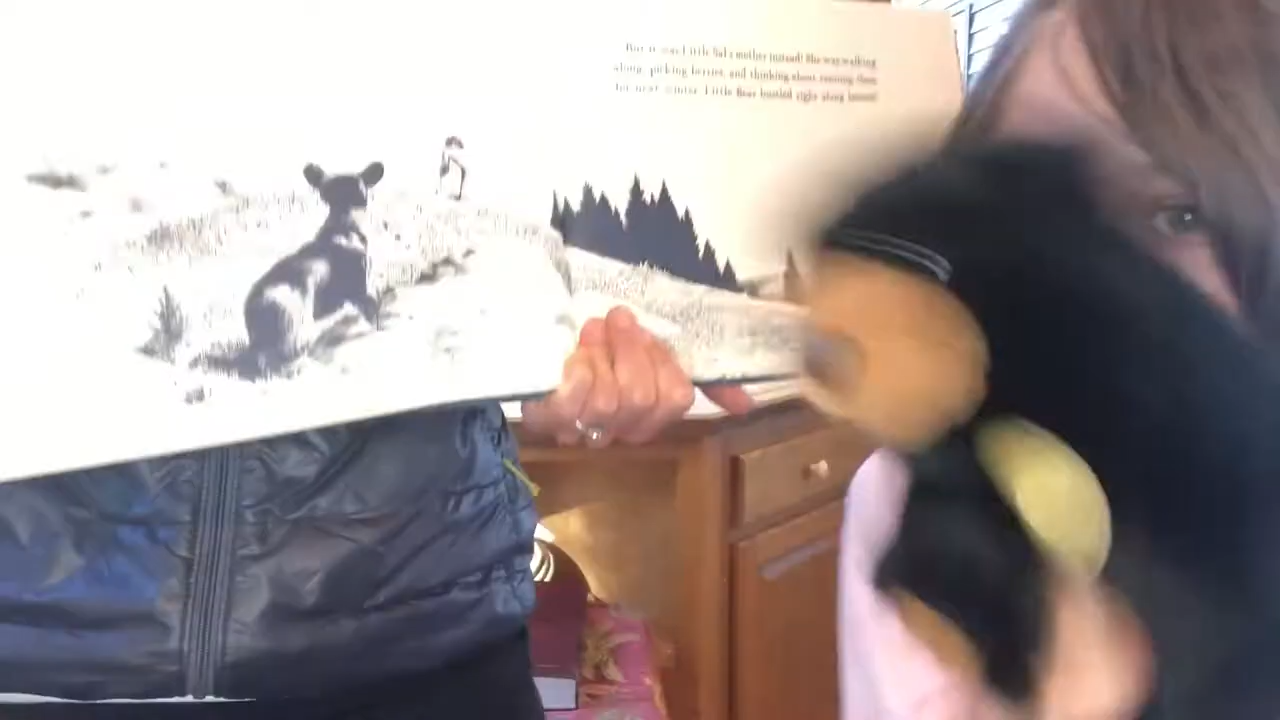 But it was Little Sal's mother instead! She was walking
along, picking berries, and thinking about canning them
for next winter. Little Bear hustled right along behind!